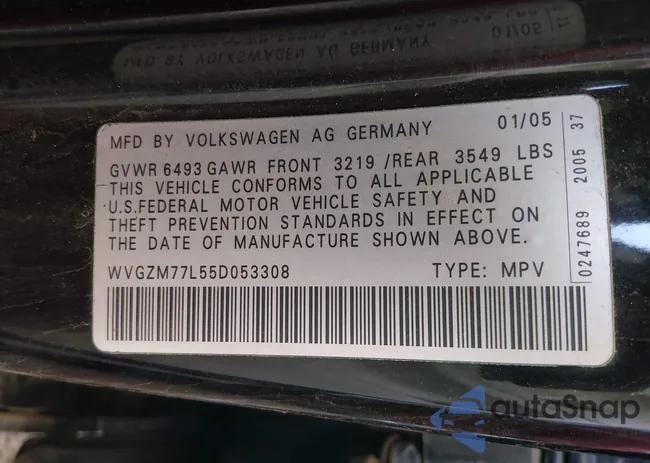 MFD BY VOLKSWAGEN AG GERMANY 01/05
GVWR 6493 GAWR FRONT 3219 /REAR 3549 LBS
THIS VEHICLE CONFORMS TO ALL APPLICABLE
U.S.FEDERAL MOTOR VEHICLE SAFETY AND
THEFT PREVENTION STANDARDS IN EFFECT ON
THE DATE OF MANUFACTURE SHOWN ABOVE.
WVGZM77L55D053308 TYPE: MPV
0247689 2005 37
autoSnap